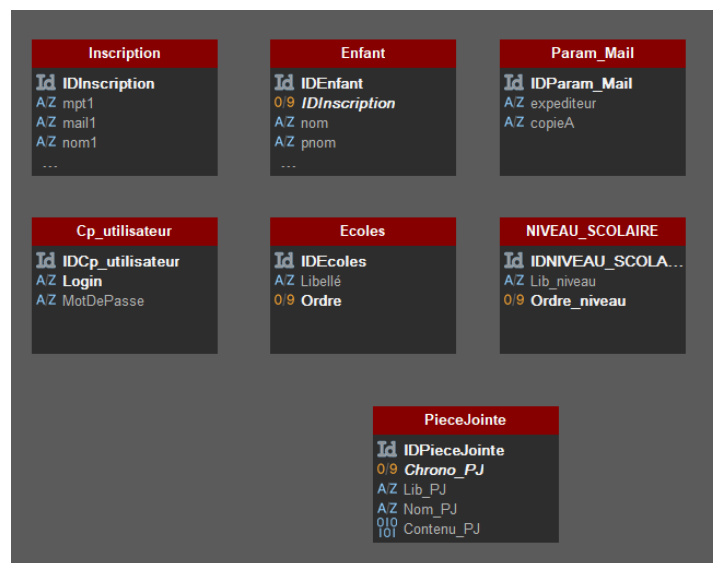 Inscription
Id IDInscription
A/Z mpt1
A/Z mail1
A/Z nom1
...
Enfant
Id IDEnfant
0/9 IDInscription
A/Z nom
A/Z pnom
...
Param_Mail
Id IDParam_Mail
A/Z expediteur
A/Z copieA
Cp_utilisateur
Id IDCp_utilisateur
A/Z Login
A/Z MotDePasse
Ecoles
Id IDEcoles
A/Z Libellé
0/9 Ordre
NIVEAU_SCOLAIRE
Id IDNIVEAU_SCOLA...
A/Z Lib_niveau
0/9 Ordre_niveau
PieceJointe
Id IDPieceJointe
0/9 Chrono_PJ
A/Z Lib_PJ
A/Z Nom_PJ
010
101 Contenu_PJ